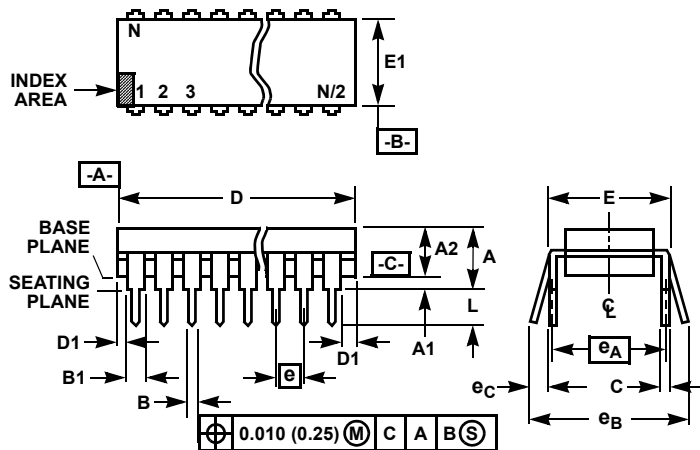 N
E1
INDEX
AREA
1 2 3 N/2
-B-
-A-
D
E
BASE
PLANE
A2
A
-C-
SEATING
PLANE
L
C L
D1
A1
D1
eA
B1
e
eC
C
B
eB
0.010 (0.25) M C A B S